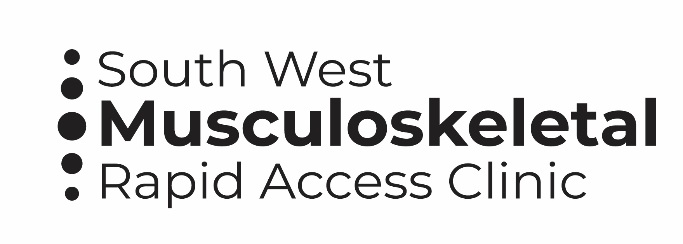 South West
Musculoskeletal
Rapid Access Clinic